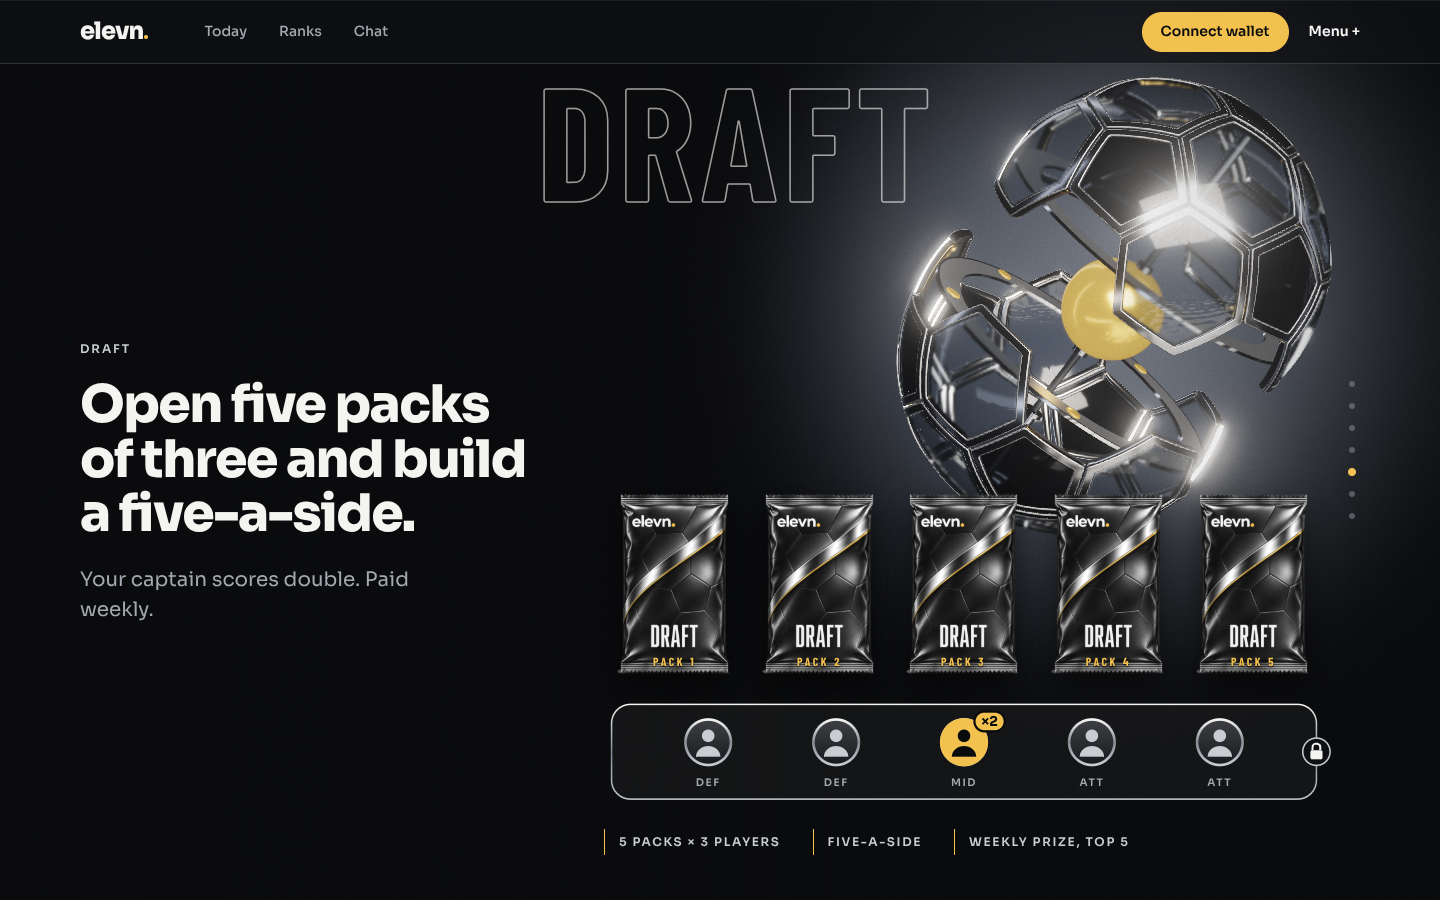 elevn.
Today
Ranks
Chat
Connect wallet
Menu +
DRAFT
DRAFT
Open five packs
of three and build
a five-a-side.
Your captain scores double. Paid
weekly.
elevn.
DRAFT
PACK 1
elevn.
DRAFT
PACK 2
elevn.
DRAFT
PACK 3
elevn.
DRAFT
PACK 4
elevn.
DRAFT
PACK 5
×2
DEF
DEF
MID
ATT
ATT
5 PACKS × 3 PLAYERS
FIVE-A-SIDE
WEEKLY PRIZE, TOP 5